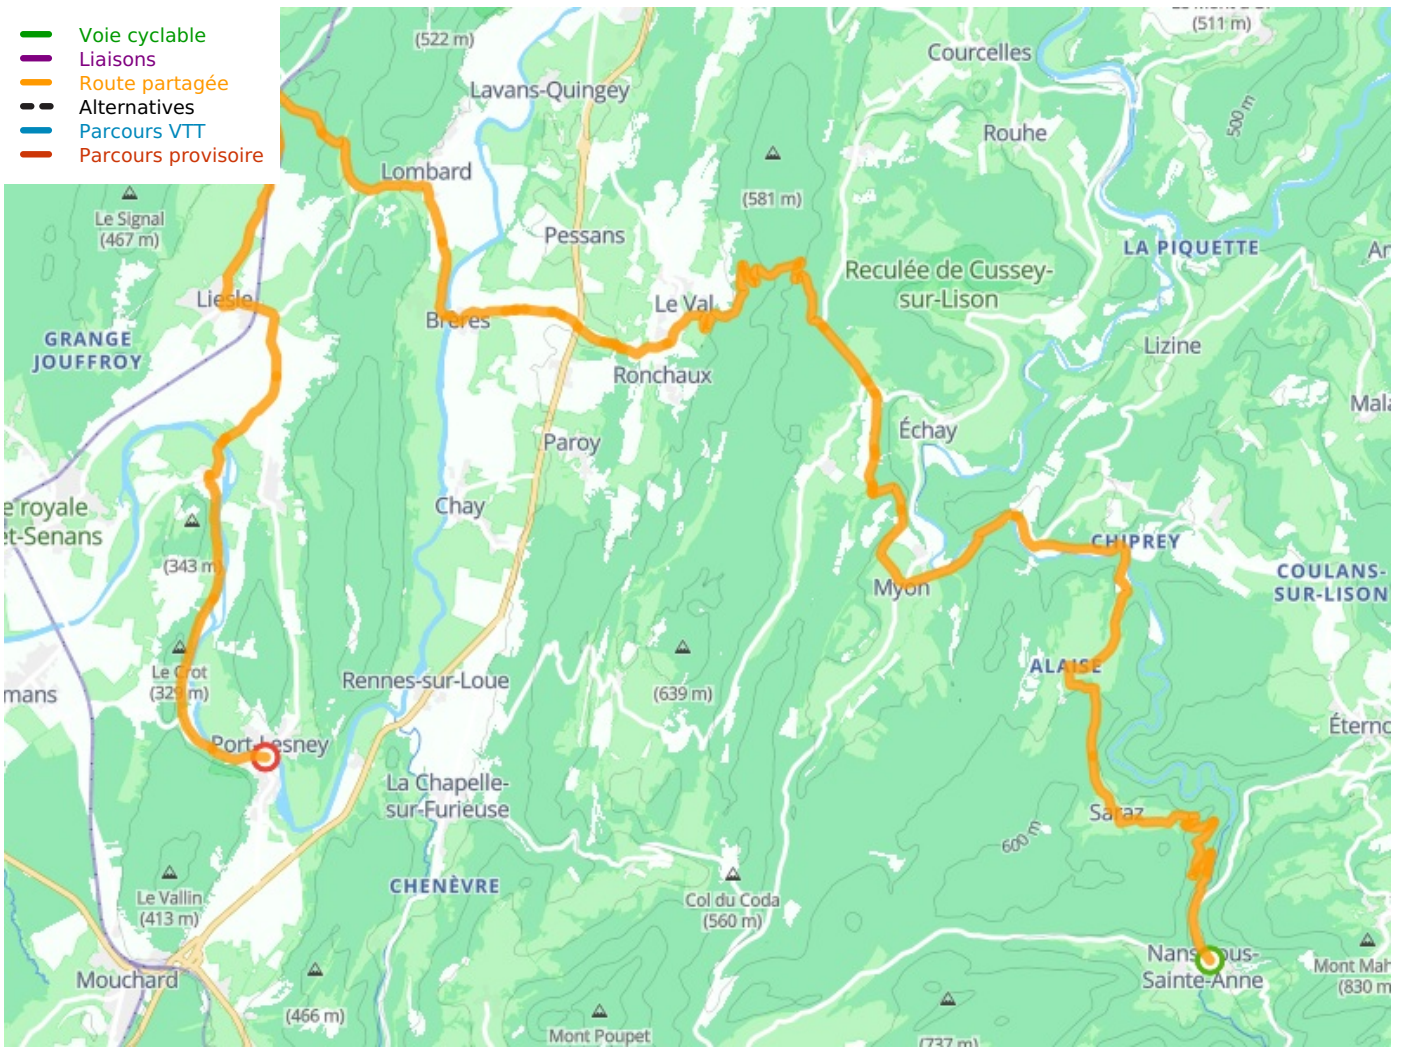 Voie cyclable
Liaisons
Route partagée
Alternatives
Parcours VTT
Parcours provisoire
(522 m)
(511 m)
Courcelles
Lavans-Quingey
500 m
Rouhe
Lombard
(581 m)
Le Signal
(467 m)
Pessans
LA PIQUETTE
Reculée de Cussey-
sur-Lison
Liesle
Le Val
Brères
GRANGE
JOUFFROY
Lizine
Ronchaux
Échay
Paroy
Chay
e royale
et-Senans
(343 m)
CHIPREY
COULANS-
SUR-LISON
Myon
ALAISE
Le Crot
(329 m)
Rennes-sur-Loue
(639 m)
mans
Port-Lesney
La Chapelle-
sur-Furieuse
Saraz
600 m
CHENÈVRE
Le Vallin
(413 m)
Col du Coda
(560 m)
Nans-sous-
Sainte-Anne
Mont Mah
(830 m
Mouchard
(466 m)
Mont Poupet
(737 m)
Éterno
Mala
An